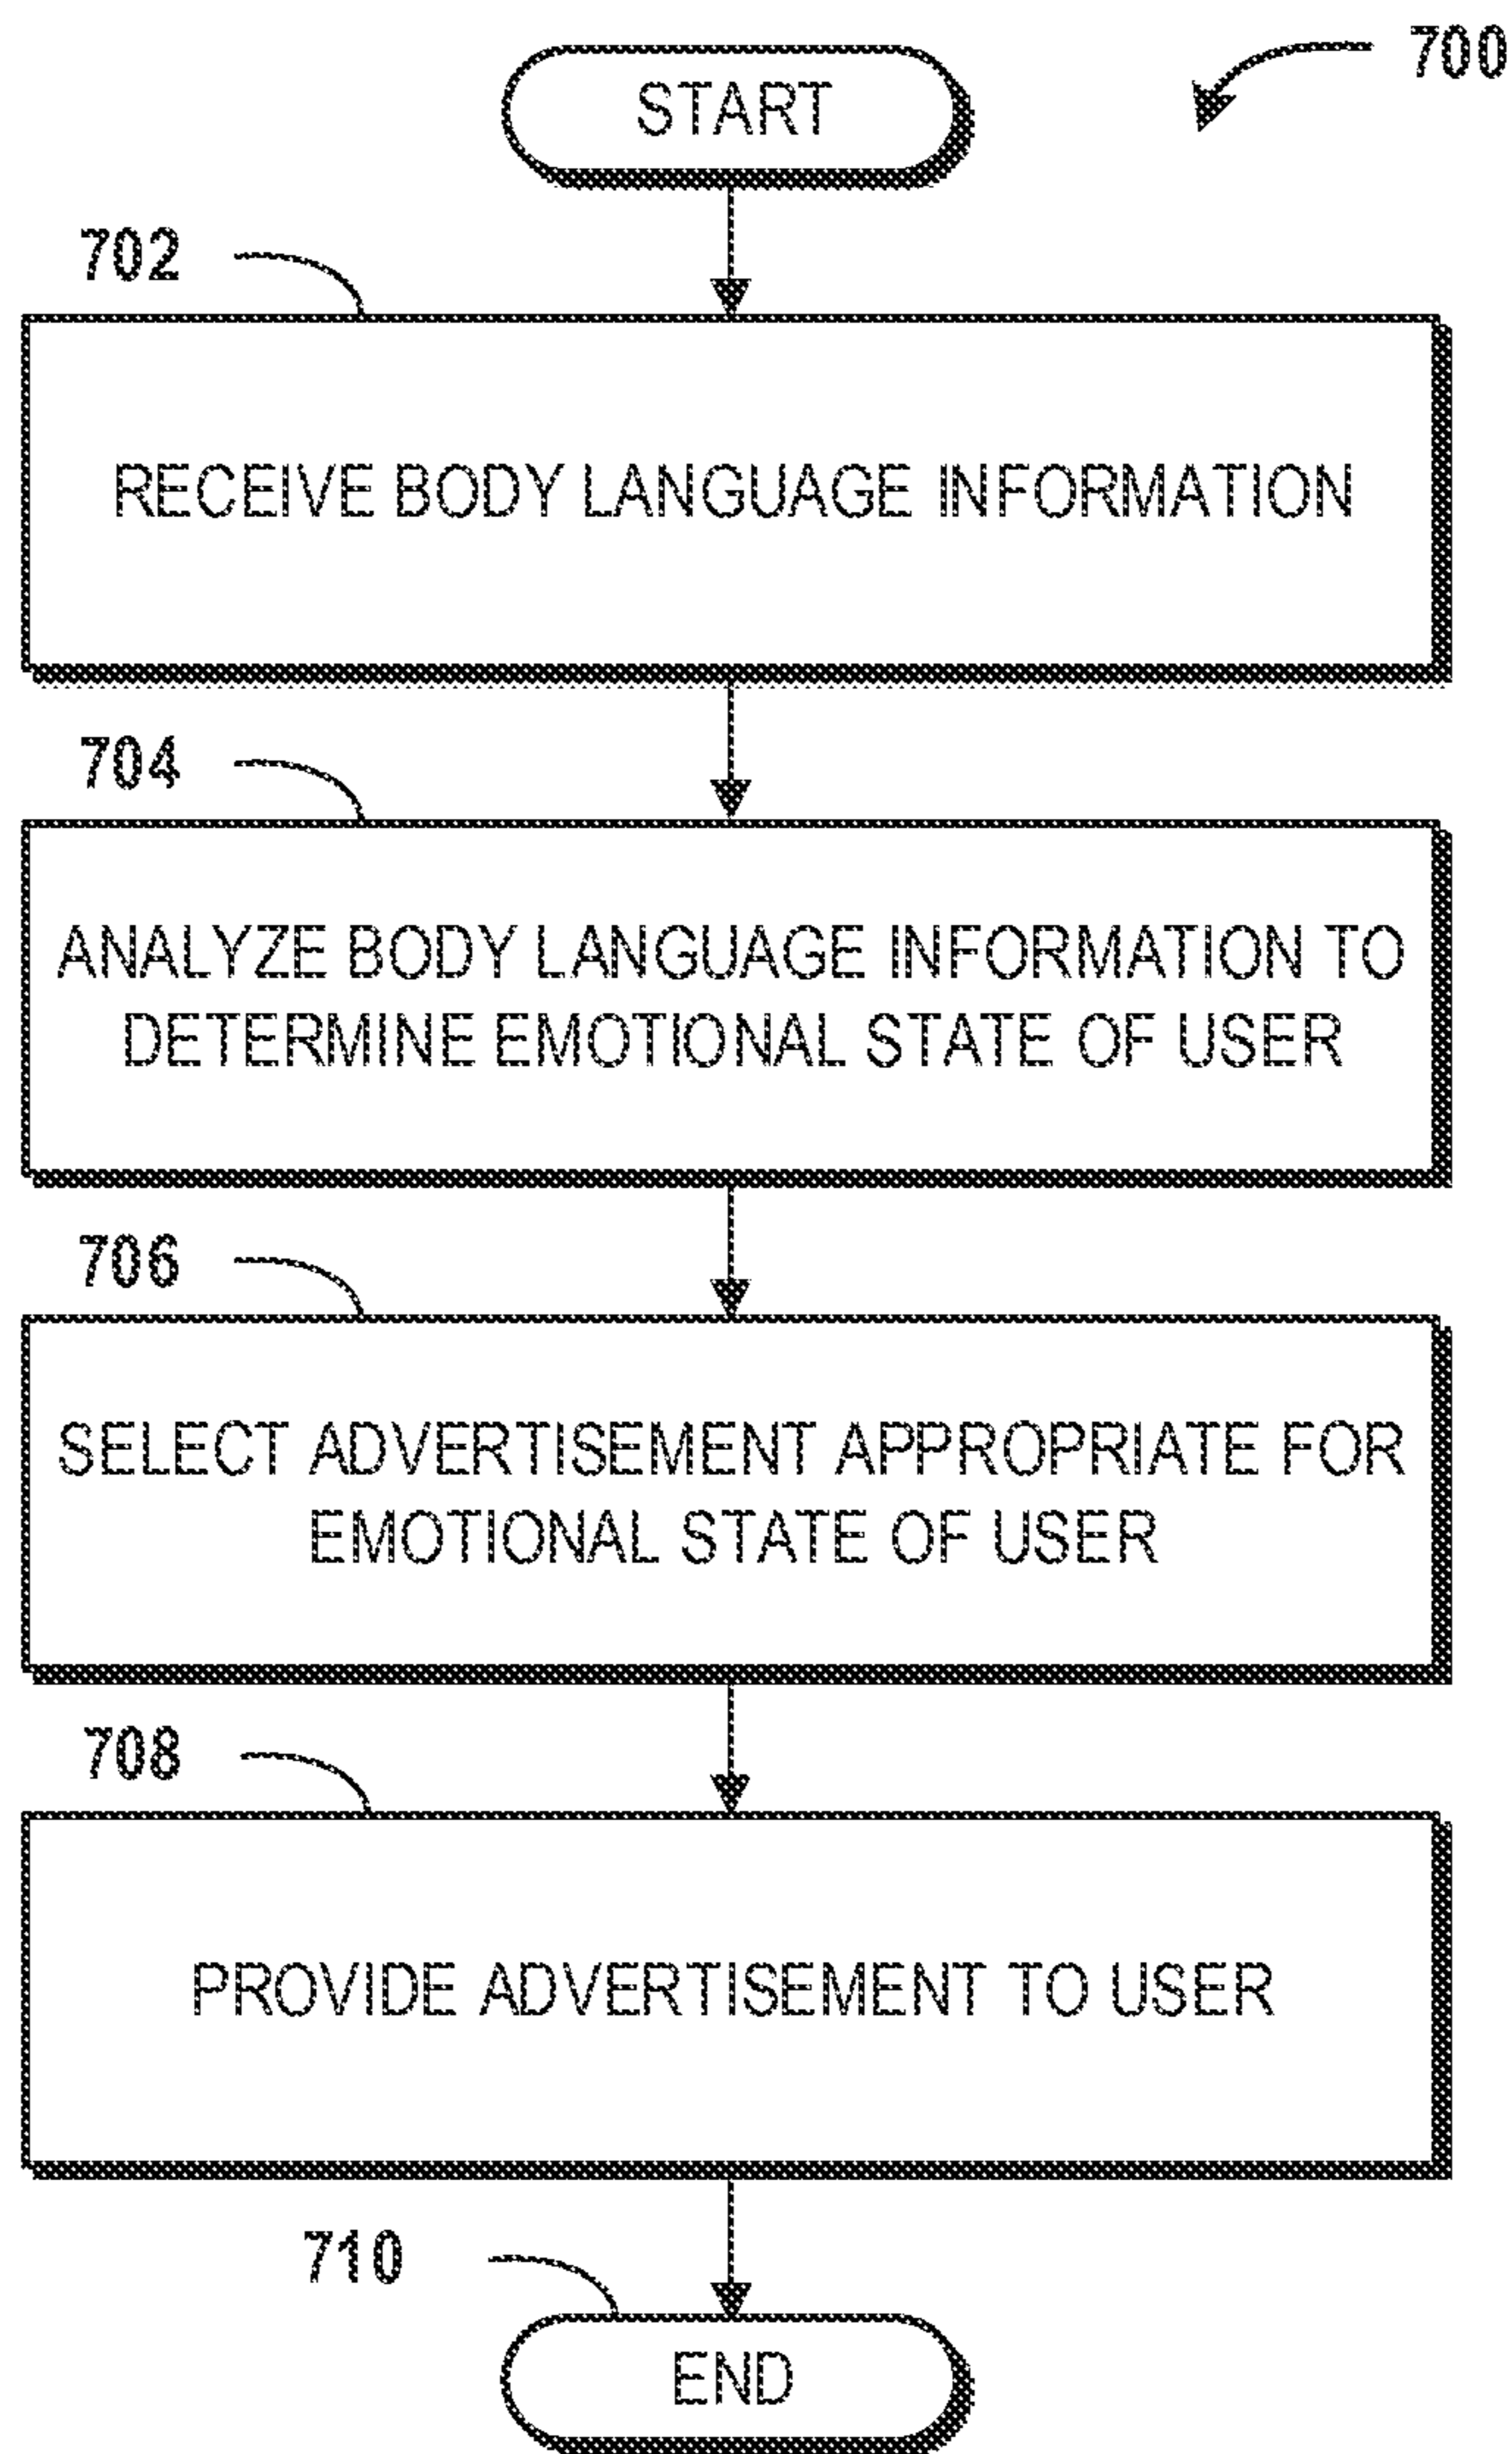 700
START
702
RECEIVE BODY LANGUAGE INFORMATION
704
ANALYZE BODY LANGUAGE INFORMATION TO
DETERMINE EMOTIONAL STATE OF USER
706
SELECT ADVERTISEMENT APPROPRIATE FOR
EMOTIONAL STATE OF USER
708
PROVIDE ADVERTISEMENT TO USER
710
END